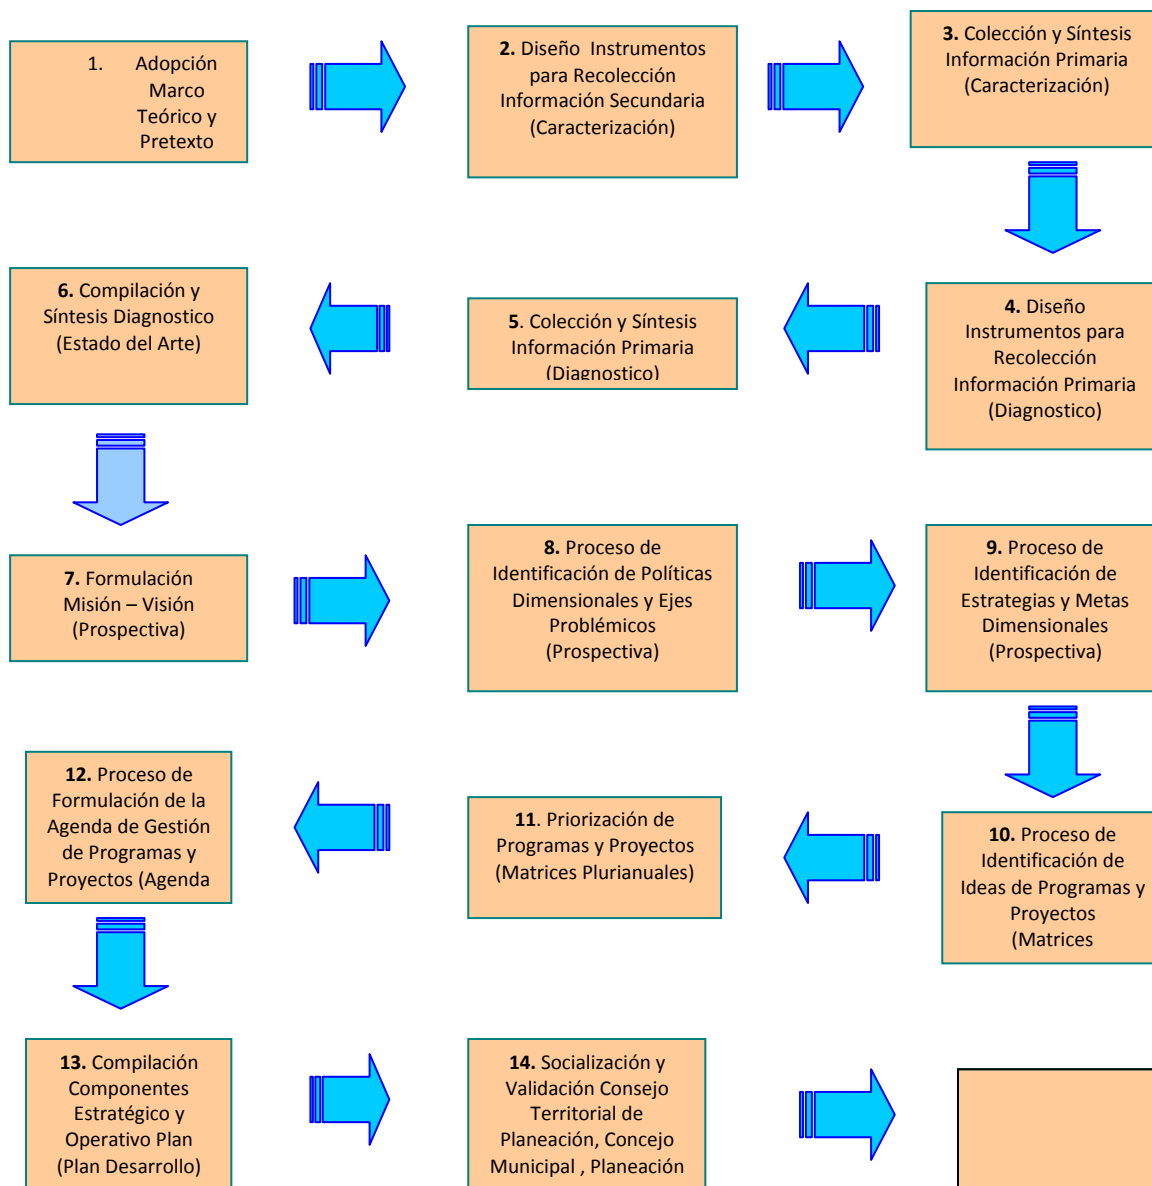 1. Adopción
Marco
Teórico y
Pretexto
2. Diseño Instrumentos
para Recolección
Información Secundaria
(Caracterización)
3. Colección y Síntesis
Información Primaria
(Caracterización)
4. Diseño
Instrumentos para
Recolección
Información Primaria
(Diagnostico)
5. Colección y Síntesis
Información Primaria
(Diagnostico)
6. Compilación y
Síntesis Diagnostico
(Estado del Arte)
7. Formulación
Misión – Visión
(Prospectiva)
8. Proceso de
Identificación de Políticas
Dimensionales y Ejes
Problémicos
(Prospectiva)
9. Proceso de
Identificación de
Estrategias y Metas
Dimensionales
(Prospectiva)
10. Proceso de
Identificación de
Ideas de Programas y
Proyectos
(Matrices
11. Priorización de
Programas y Proyectos
(Matrices Plurianuales)
12. Proceso de
Formulación de la
Agenda de Gestión
de Programas y
Proyectos (Agenda
13. Compilación
Componentes
Estratégico y
Operativo Plan
(Plan Desarrollo)
14. Socialización y
Validación Consejo
Territorial de
Planeación, Concejo
Municipal , Planeación